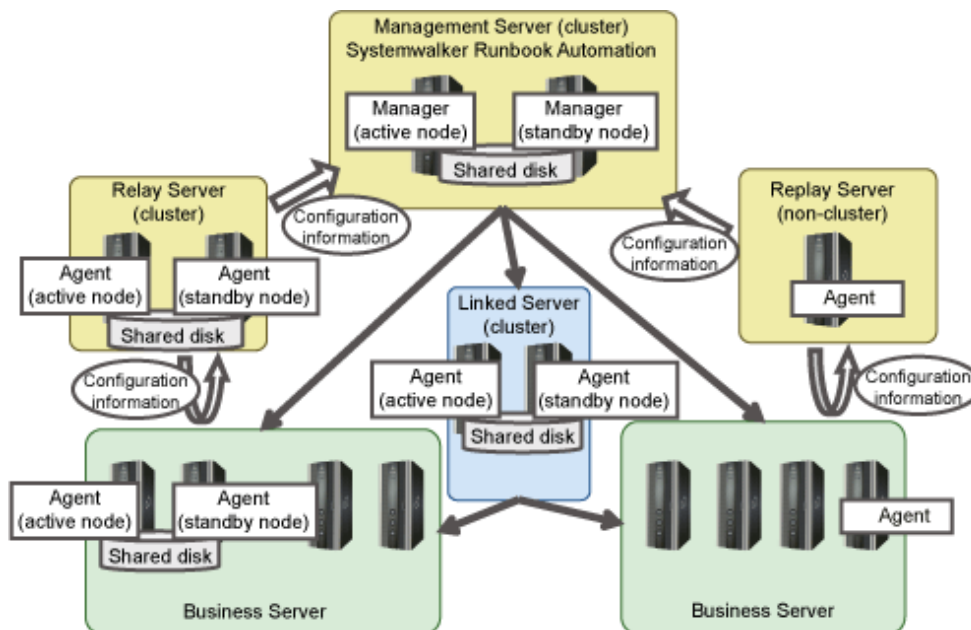 Management Server (cluster)
Systemwalker Runbook Automation
Manager
(active node)
Manager
(standby node)
Shared disk
Relay Server
(cluster)
Configuration
information
Agent
(active node)
Agent
(standby node)
Shared disk
Configuration
information
Replay Server
(non-cluster)
Configuration
information
Agent
Configuration
information
Linked Server
(cluster)
Agent
(active node)
Agent
(standby node)
Shared disk
Agent
(active node)
Agent
(standby node)
Shared disk
Business Server
Agent
Business Server